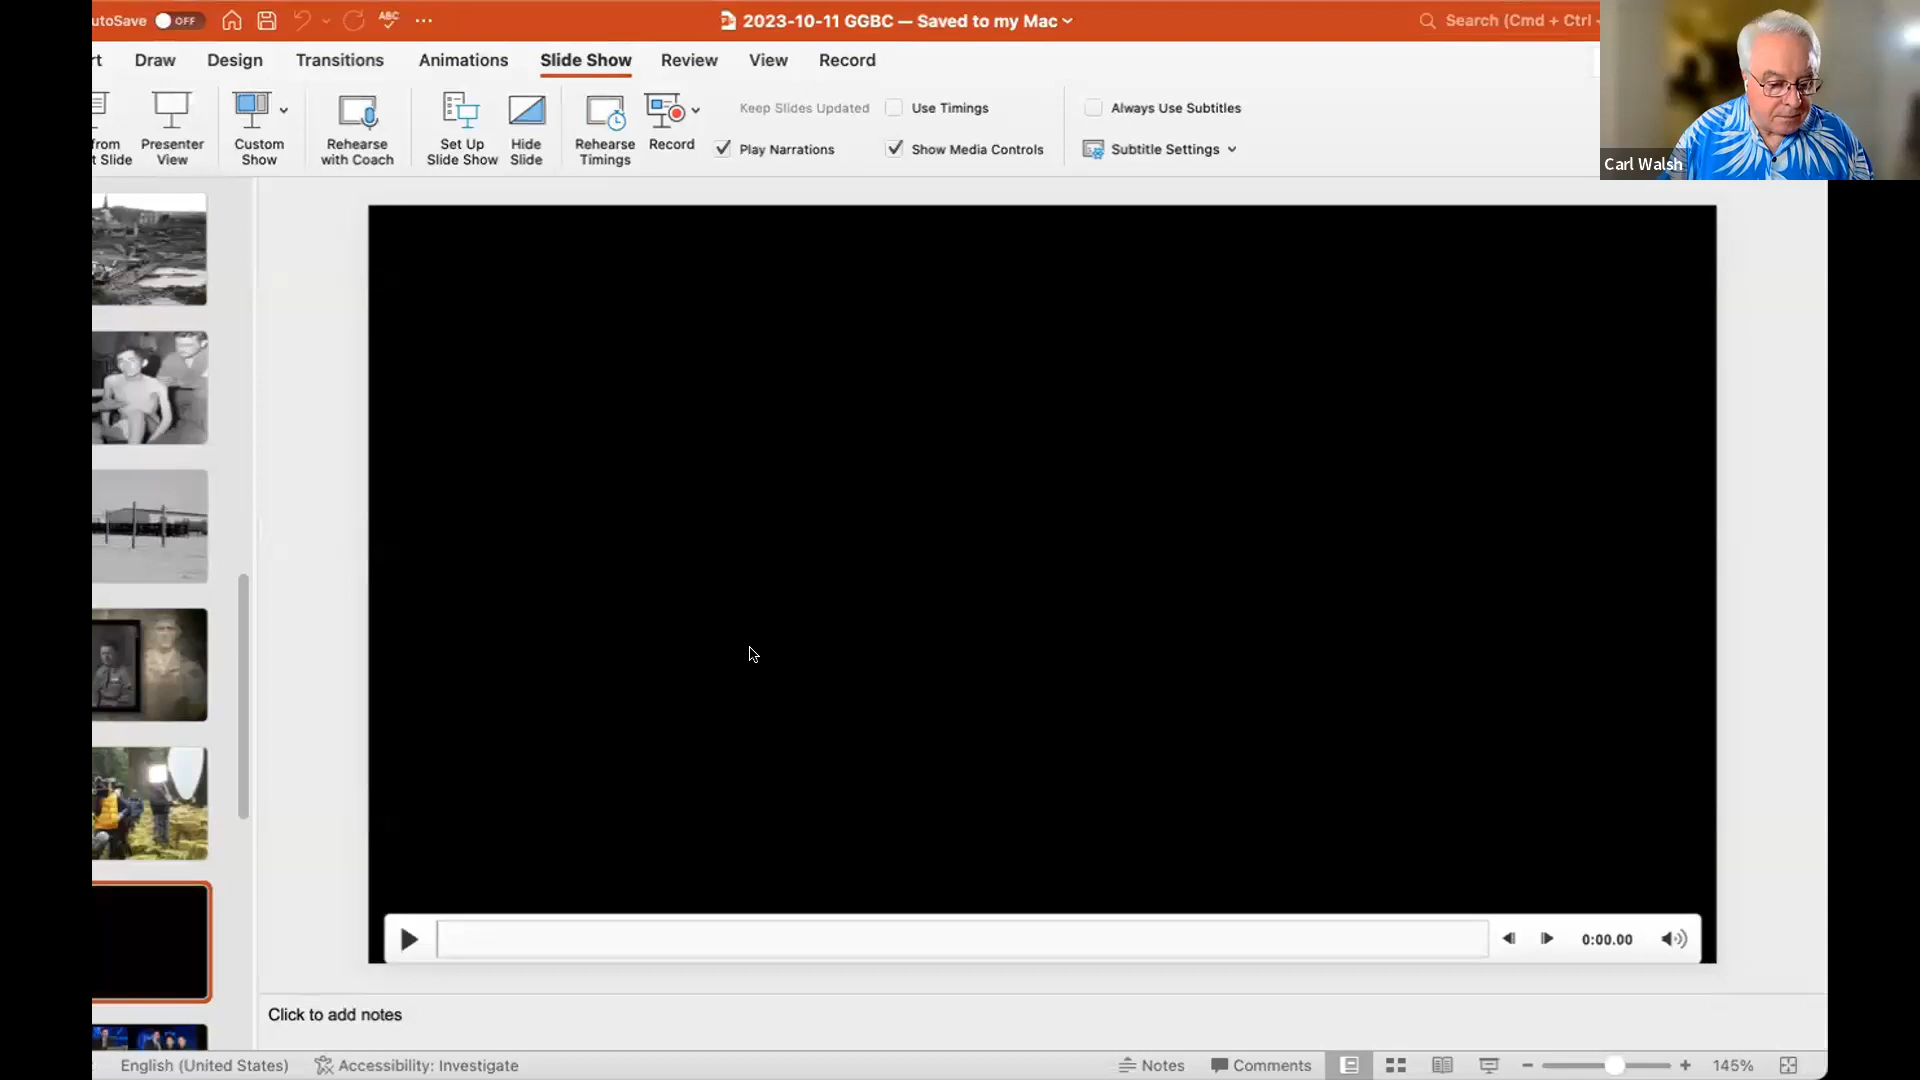 utoSave OFF ABC ... 2023-10-11 GGBC — Saved to my Mac Search (Cmd + Ctrl
rt Draw Design Transitions Animations Slide Show Review View Record
from
t Slide
Presenter
View
Custom
Show
Rehearse
with Coach
Set Up
Slide Show
Hide
Slide
Rehearse
Timings
Record
Keep Slides Updated
Play Narrations
Use Timings
Show Media Controls
Always Use Subtitles
Subtitle Settings
Carl Walsh
0:00.00
Click to add notes
English (United States) Accessibility: Investigate Notes Comments 145%